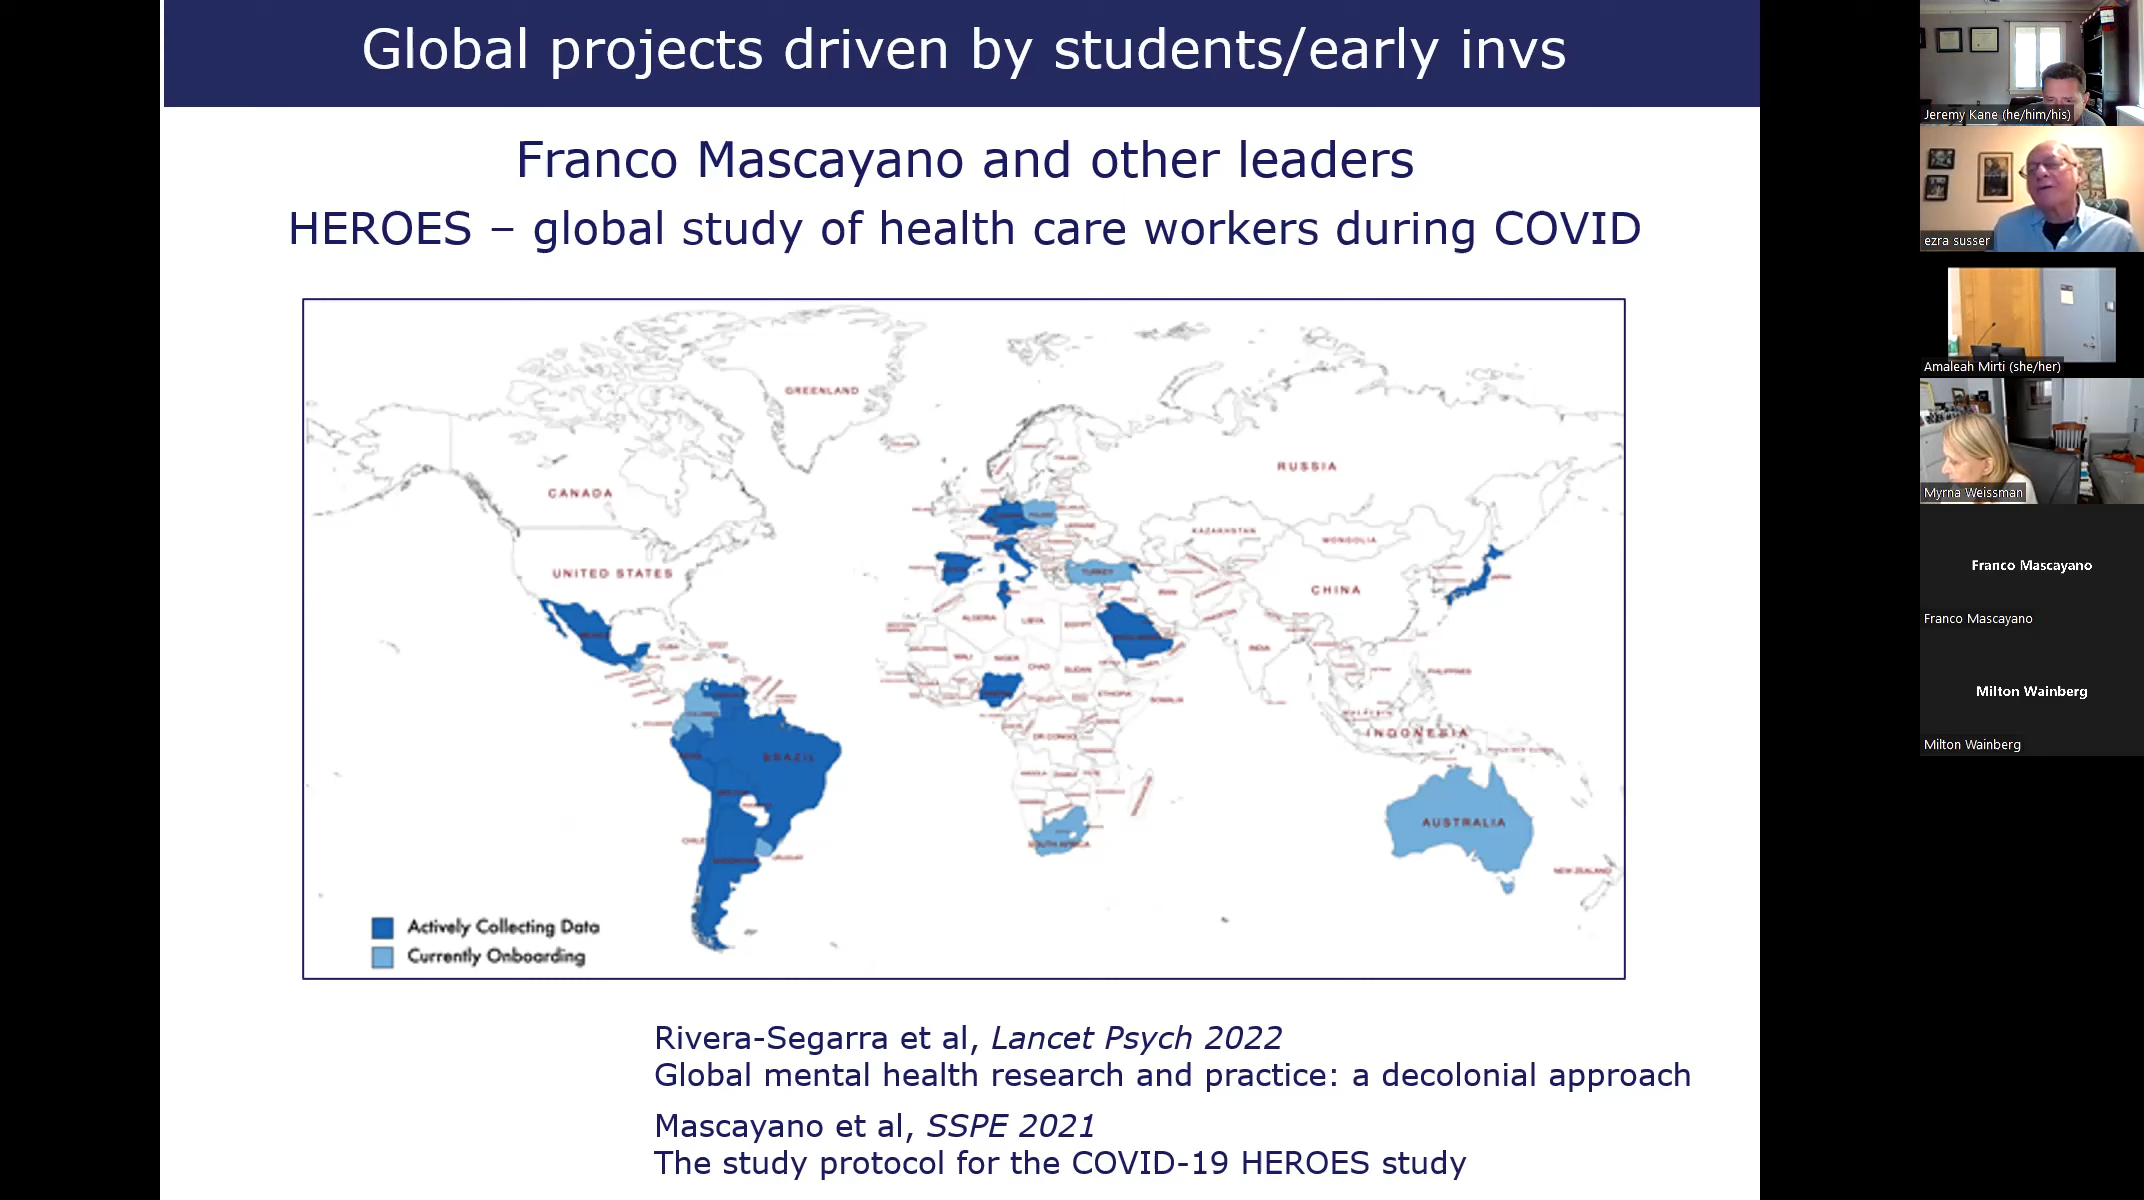 Global projects driven by students/early invs
Franco Mascayano and other leaders
HEROES – global study of health care workers during COVID
GREENLAND
RUSSIA
CANADA
KAZAKHSTAN
MONGOLIA
UKRAINE
UNITED STATES
TURKEY
CHINA
JAPAN
IRAN
ALGERIA
LIBYA
EGYPT
MEXICO
CUBA
INDIA
MALI
NIGER
CHAD
SUDAN
PHILIPPINES
ETHIOPIA
SOMALIA
INDONESIA
DR CONGO
BRAZIL
PERU
ANGOLA
AUSTRALIA
CHILE
SOUTH AFRICA
URUGUAY
NEW ZEALAND
Actively Collecting Data
Currently Onboarding
Rivera-Segarra et al, Lancet Psych 2022
Global mental health research and practice: a decolonial approach
Mascayano et al, SSPE 2021
The study protocol for the COVID-19 HEROES study
Jeremy Kane (he/him/his)
ezra susser
Amaleah Mirti (she/her)
Myrna Weissman
Franco Mascayano
Franco Mascayano
Milton Wainberg
Milton Wainberg